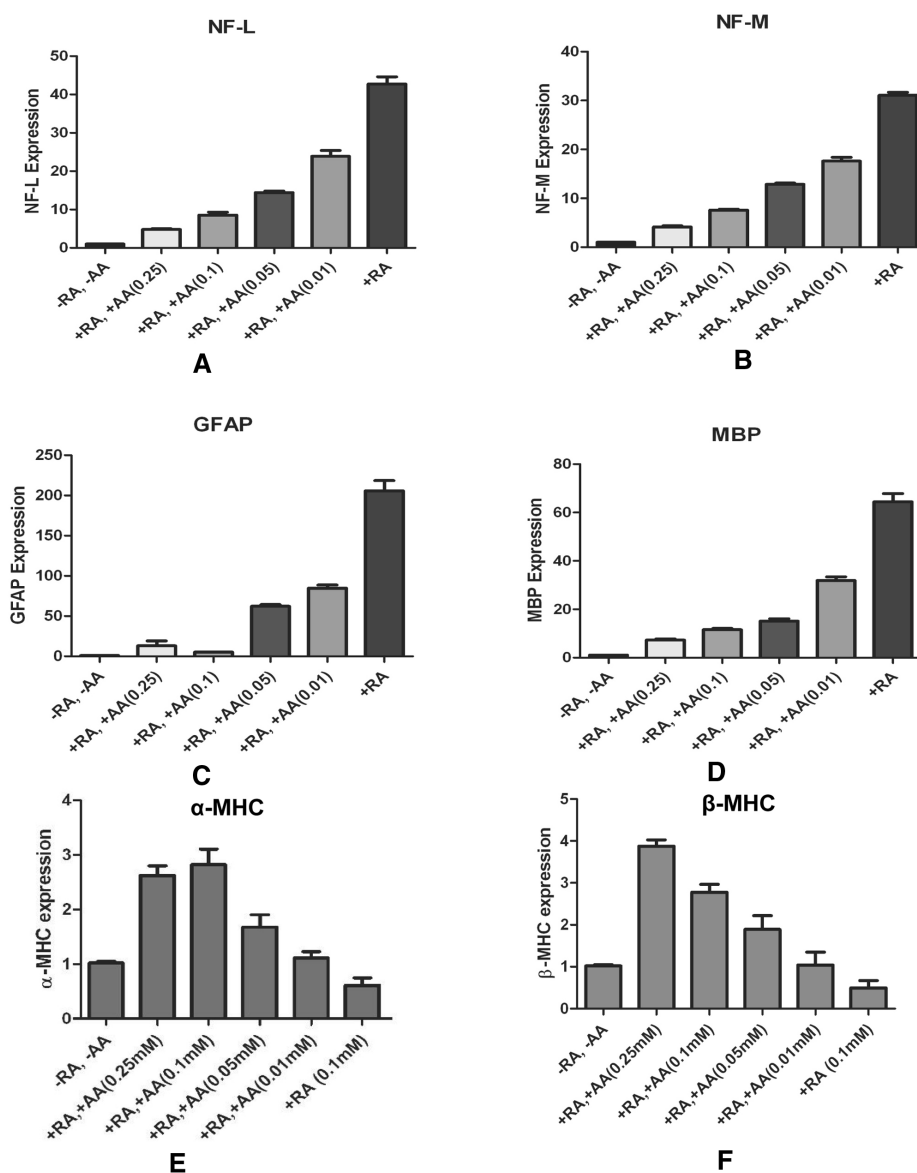 NF-L
NF-L Expression
50
40
30
20
10
0
-RA, -AA
+RA, +AA(0.25)
+RA, +AA(0.1)
+RA, +AA(0.05)
+RA, +AA(0.01)
+RA
A
NF-M
NF-M Expression
40
30
20
10
0
-RA, -AA
+RA, +AA(0.25)
+RA, +AA(0.1)
+RA, +AA(0.05)
+RA, +AA(0.01)
+RA
B
GFAP
GFAP Expression
250
200
150
100
50
0
-RA, -AA
+RA, +AA(0.25)
+RA, +AA(0.1)
+RA, +AA(0.05)
+RA, +AA(0.01)
+RA
C
MBP
MBP Expression
80
60
40
20
0
-RA, -AA
+RA, +AA(0.25)
+RA, +AA(0.1)
+RA, +AA(0.05)
+RA, +AA(0.01)
+RA
D
α-MHC
α-MHC expression
4
3
2
1
0
-RA, -AA
+RA, +AA(0.25mM)
+RA, +AA(0.1mM)
+RA, +AA(0.05mM)
+RA, +AA(0.01mM)
+RA (0.1mM)
E
β-MHC
β-MHC expression
5
4
3
2
1
0
-RA, -AA
+RA, +AA(0.25mM)
+RA, +AA(0.1mM)
+RA, +AA(0.05mM)
+RA, +AA(0.01mM)
+RA (0.1mM)
F